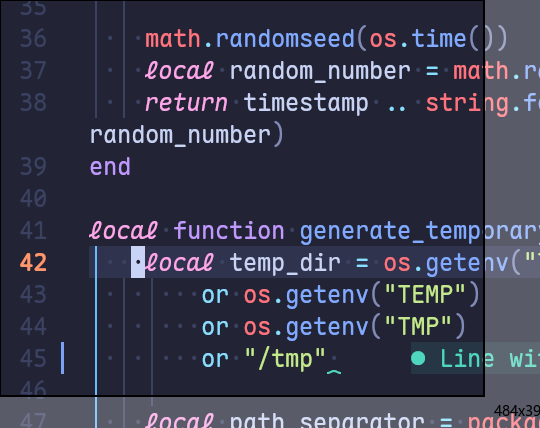 35
36 math.randomseed(os.time())
37 local random_number = math.r
38 return timestamp .. string.f
random_number)
39 end
40
41 local function generate_temporary
42 local temp_dir = os.getenv("
43 or os.getenv("TEMP")
44 or os.getenv("TMP")
45 or "/tmp" ● Line wi
46
484x39
47 local path_separator = packa